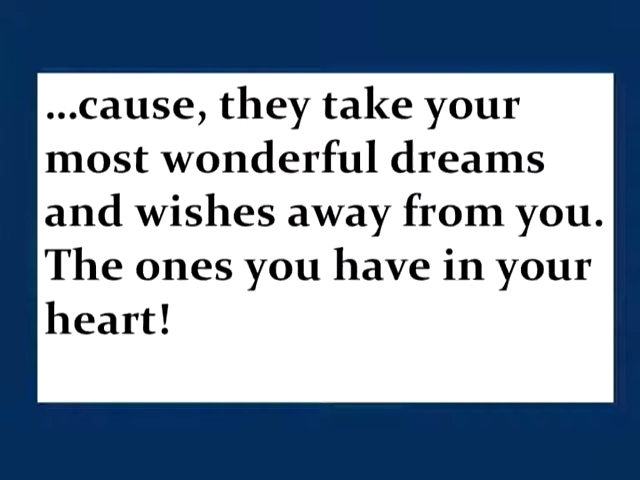 ...cause, they take your
most wonderful dreams
and wishes away from you.
The ones you have in your
heart!